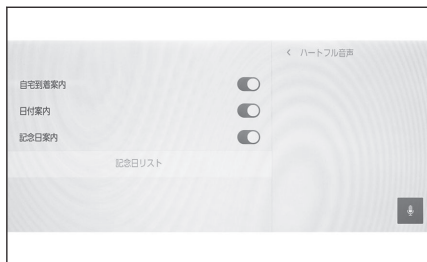 ハートフル音声
自宅到着案内
日付案内
記念日案内
記念日リスト